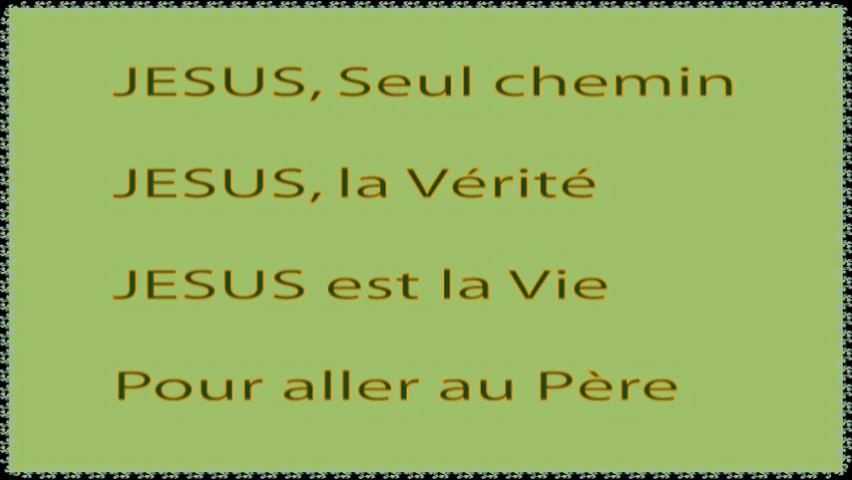 JESUS, Seul chemin
JESUS, la Vérité
JESUS est la Vie
Pour aller au Père